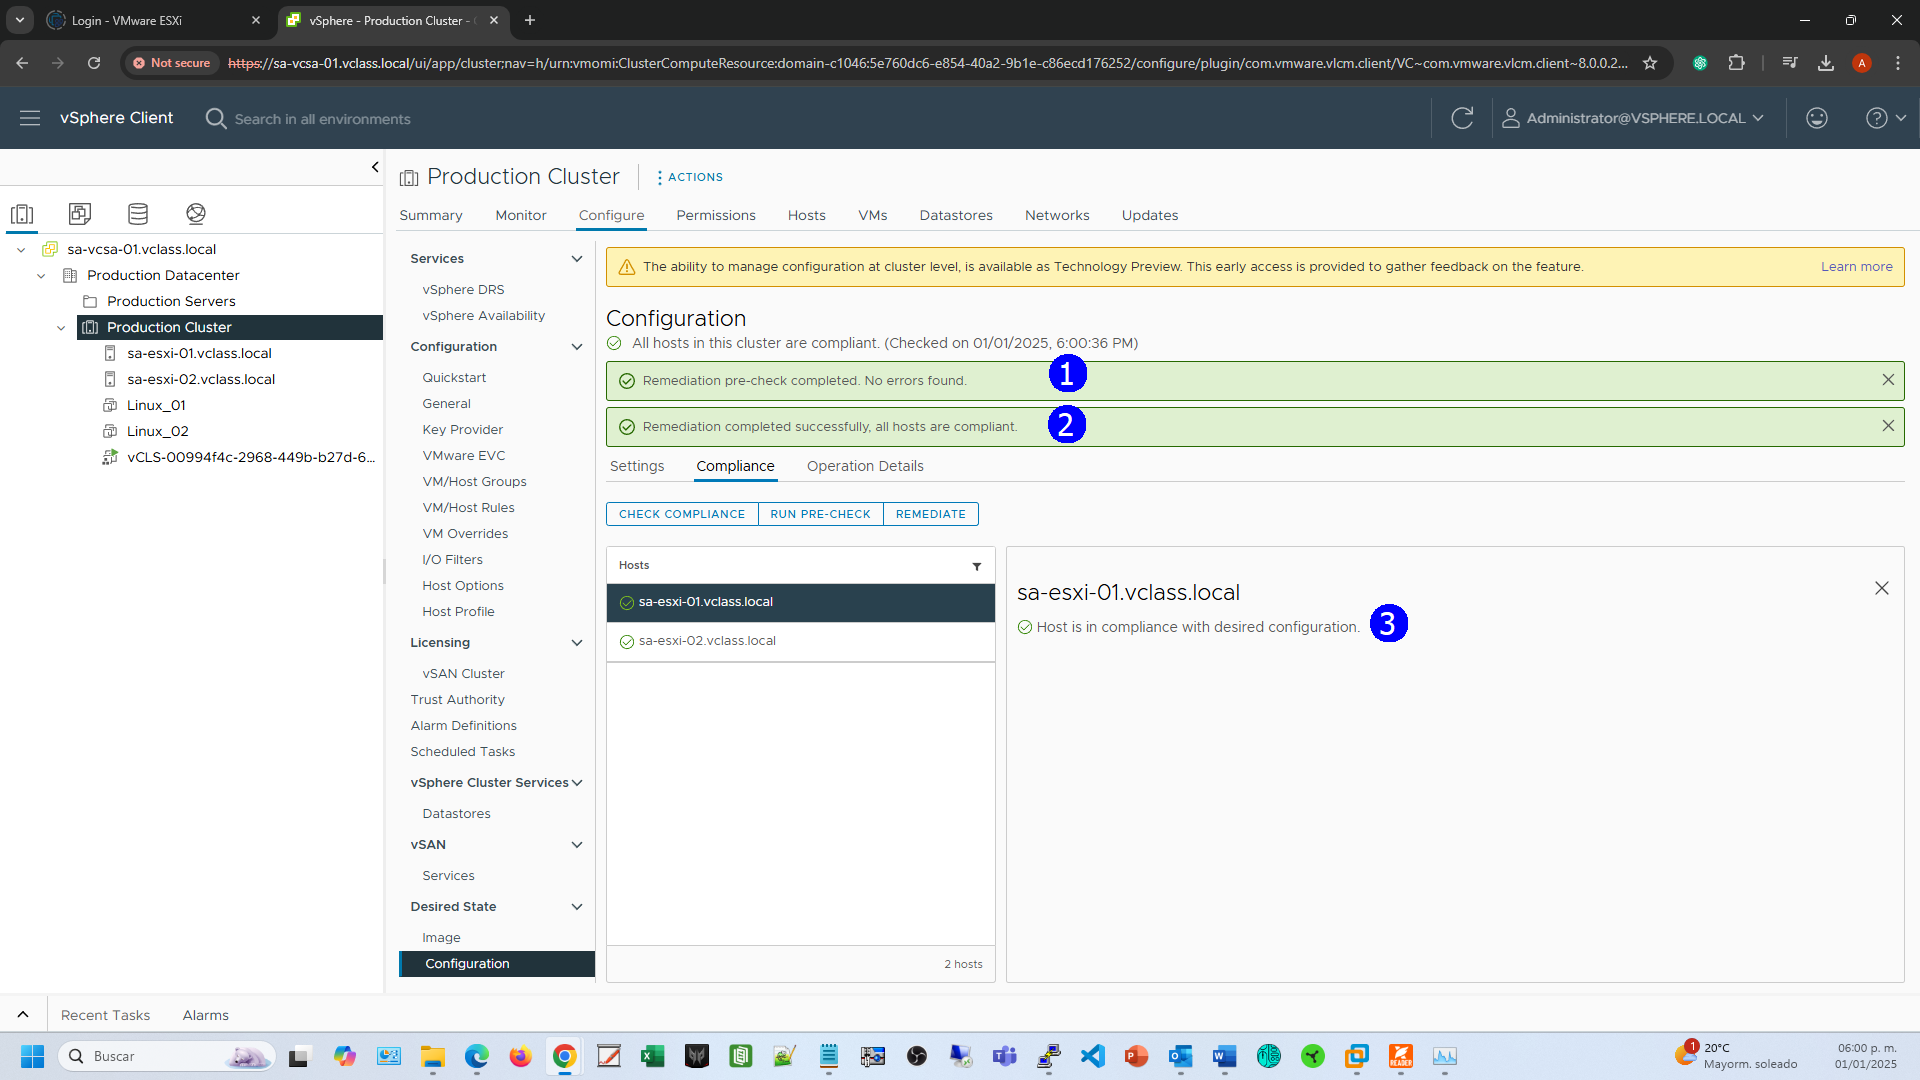 Login - VMware ESXi
vSphere - Production Cluster -
Not secure
https://sa-vcsa-01.vclass.local/ui/app/cluster;nav=h/urn:vmomi:ClusterComputeResource:domain-c1046:5e760dc6-e854-40a2-9b1e-c86ecd176252/configure/plugin/com.vmware.vlcm.client/VC~com.vmware.vlcm.client~8.0.0.2...
A
vSphere Client
Search in all environments
Administrator@VSPHERE.LOCAL
Production Cluster
ACTIONS
Summary Monitor Configure Permissions Hosts VMs Datastores Networks Updates
sa-vcsa-01.vclass.local
Production Datacenter
Production Servers
Production Cluster
sa-esxi-01.vclass.local
sa-esxi-02.vclass.local
Linux_01
Linux_02
vCLS-00994f4c-2968-449b-b27d-6...
Services
vSphere DRS
vSphere Availability
Configuration
Quickstart
General
Key Provider
VMware EVC
VM/Host Groups
VM/Host Rules
VM Overrides
I/O Filters
Host Options
Host Profile
Licensing
vSAN Cluster
Trust Authority
Alarm Definitions
Scheduled Tasks
vSphere Cluster Services
Datastores
vSAN
Services
Desired State
Image
Configuration
The ability to manage configuration at cluster level, is available as Technology Preview. This early access is provided to gather feedback on the feature.
Learn more
Configuration
All hosts in this cluster are compliant. (Checked on 01/01/2025, 6:00:36 PM)
Remediation pre-check completed. No errors found.
1
Remediation completed successfully, all hosts are compliant.
2
Settings Compliance Operation Details
CHECK COMPLIANCE RUN PRE-CHECK REMEDIATE
Hosts
sa-esxi-01.vclass.local
sa-esxi-02.vclass.local
2 hosts
sa-esxi-01.vclass.local
Host is in compliance with desired configuration.
3
Recent Tasks Alarms
Buscar
READER
1
20°C
Mayorm. soleado
06:00 p. m.
01/01/2025